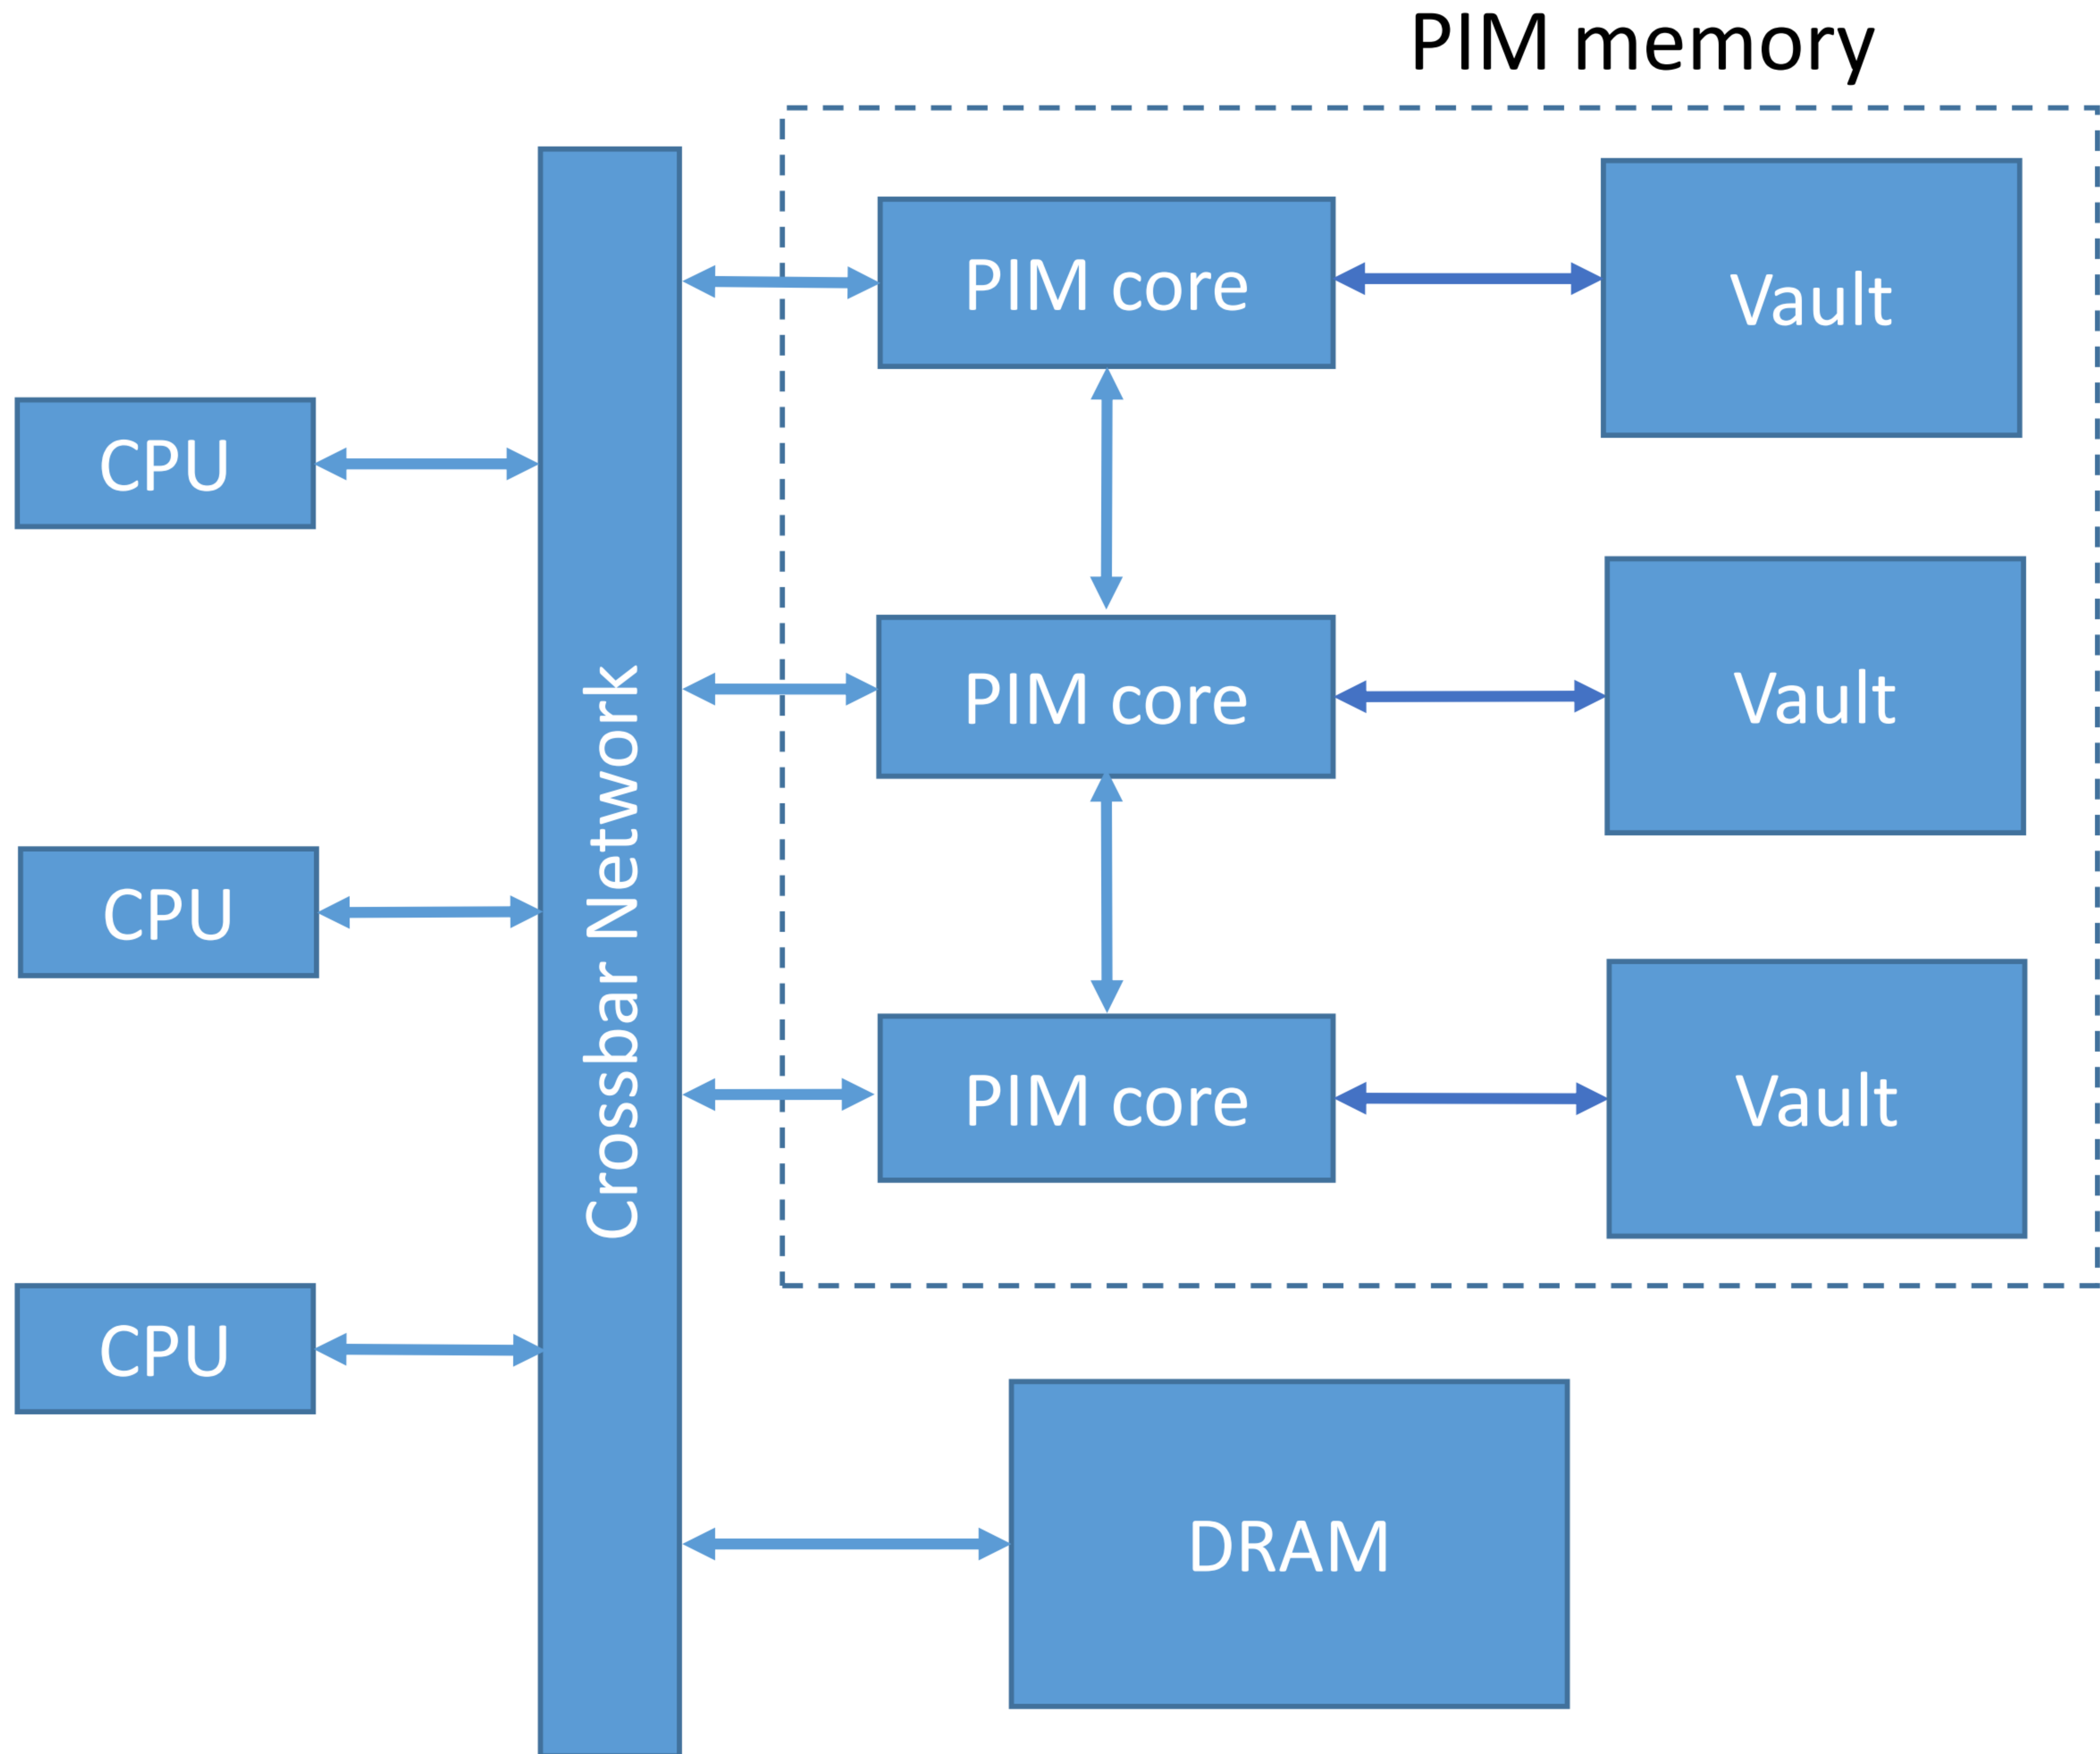 PIM memory
PIM core
Vault
CPU
PIM core
Vault
Crossbar Network
CPU
PIM core
Vault
CPU
DRAM